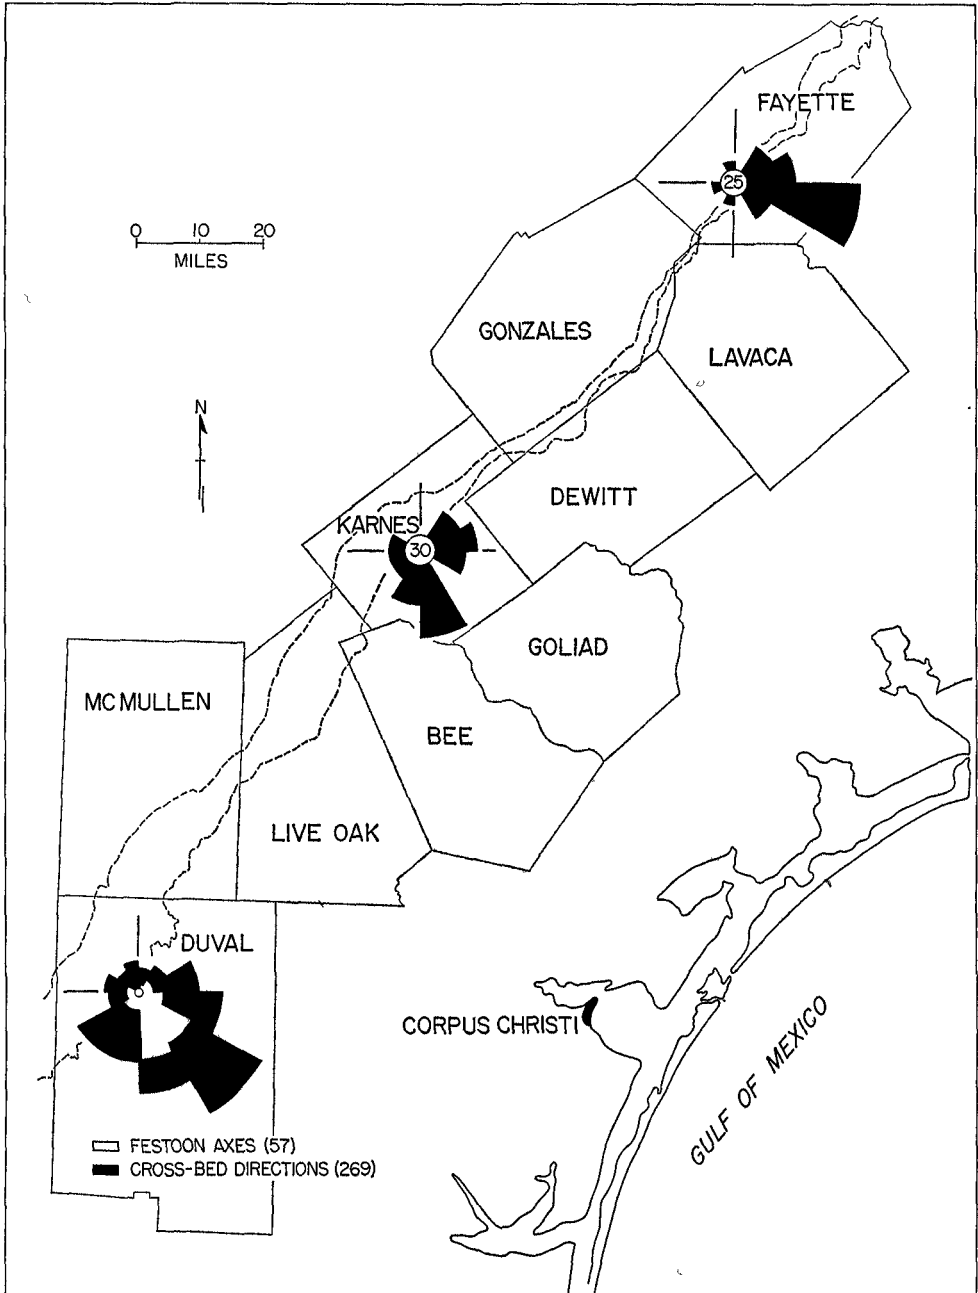 FAYETTE
25
0 10 20
MILES
GONZALES
LAVACA
N
DEWITT
KARNES
30
GOLIAD
MCMULLEN
BEE
LIVE OAK
DUVAL
CORPUS CHRISTI
GULF OF MEXICO
FESTOON AXES (57)
CROSS-BED DIRECTIONS (269)